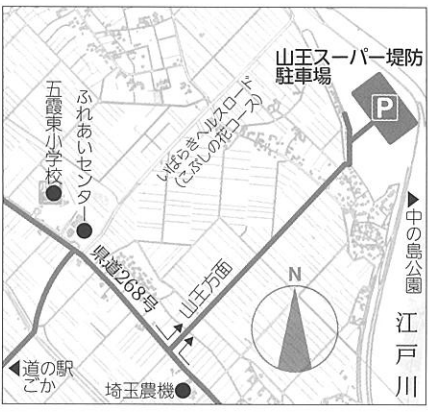 山王スーパー堤防
駐車場
P
五霞東小学校
ふれあいセンター
いばらきヘルスロード
(こぶしの花コース)
▶中の島公園
江戸川
県道268号
山王方面
N
◀道の駅
ごか
埼玉農機